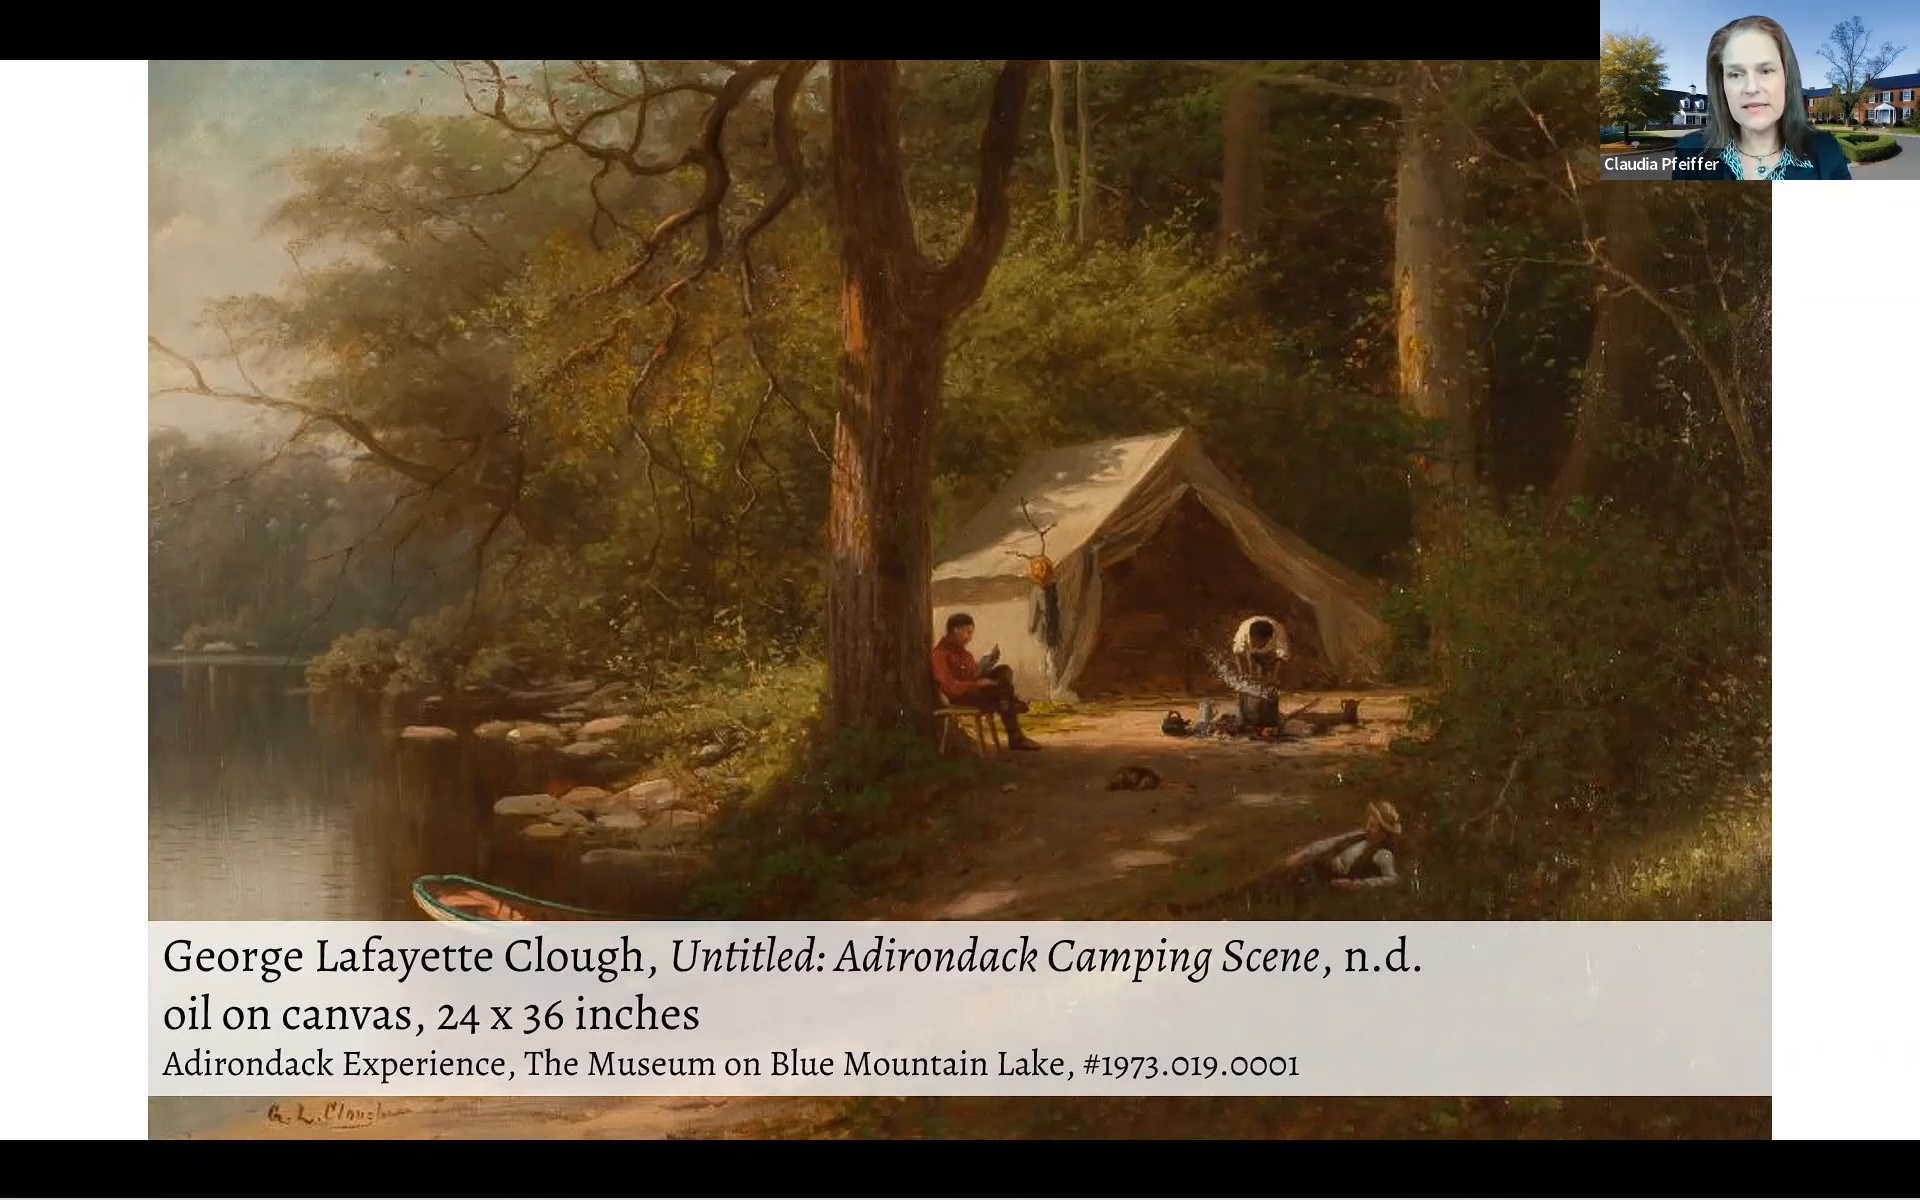 Claudia Pfeiffer
George Lafayette Clough, Untitled: Adirondack Camping Scene, n.d.
oil on canvas, 24 x 36 inches
Adirondack Experience, The Museum on Blue Mountain Lake, #1973.019.0001
G. L. Clough